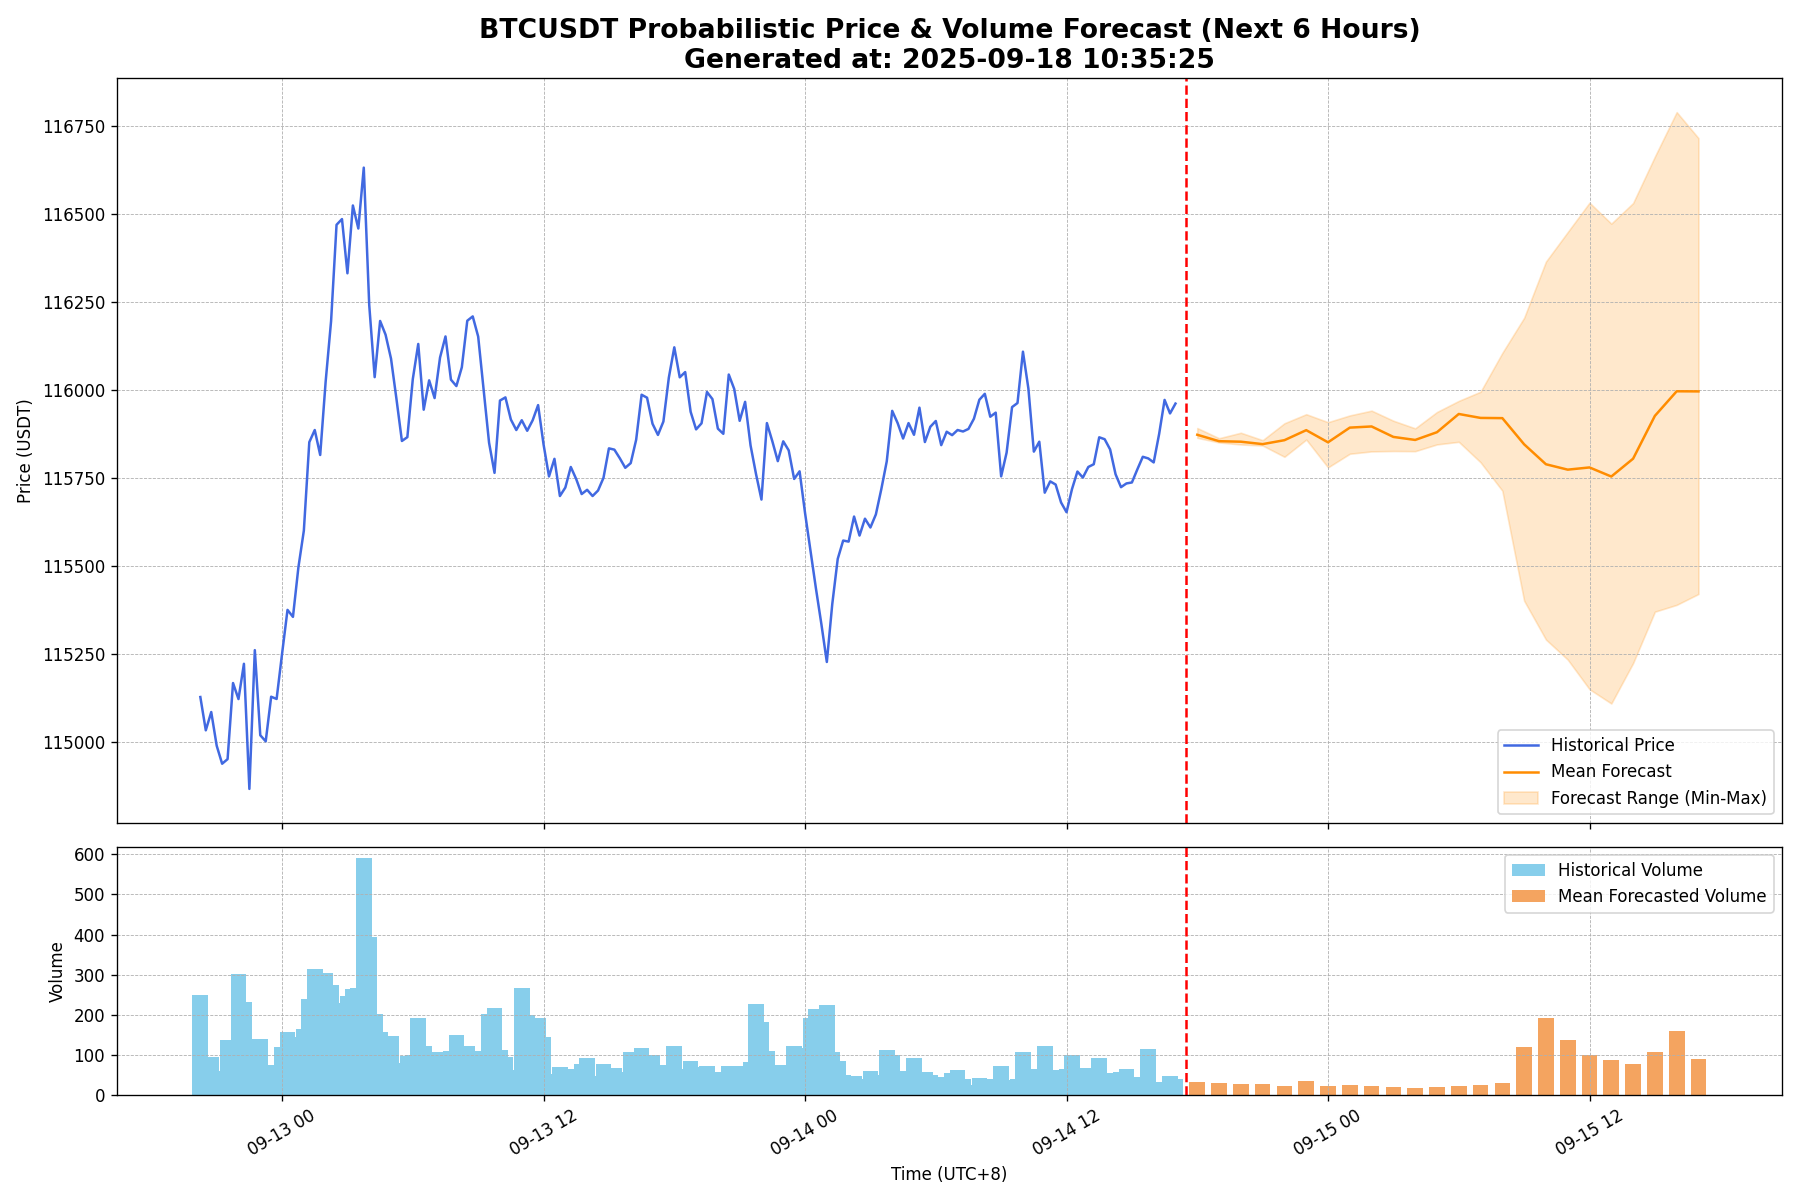 BTCUSDT Probabilistic Price & Volume Forecast (Next 6 Hours)
Generated at: 2025-09-18 10:35:25
Price (USDT)
116750
116500
116250
116000
115750
115500
115250
115000
Historical Price
Mean Forecast
Forecast Range (Min-Max)
Volume
600
500
400
300
200
100
0
Historical Volume
Mean Forecasted Volume
09-13 00
09-13 12
09-14 00
09-14 12
09-15 00
09-15 12
Time (UTC+8)